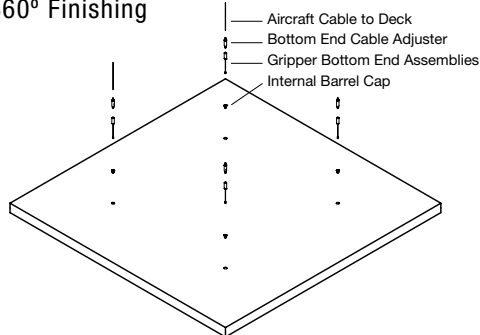 60º Finishing
Aircraft Cable to Deck
Bottom End Cable Adjuster
Gripper Bottom End Assemblies
Internal Barrel Cap